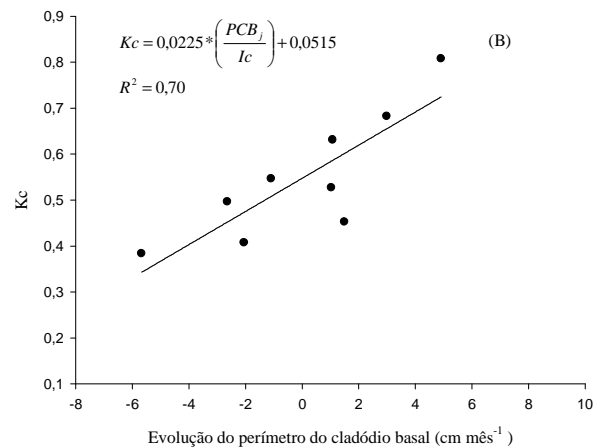 Kc = 0,0225*(PCB_j / Ic) + 0,0515
(B)
R² = 0,70
0,9
0,8
0,7
0,6
0,5
0,4
0,3
0,2
0,1
Kc
-8 -6 -4 -2 0 2 4 6 8 10
Evolução do perímetro do cladódio basal (cm mês⁻¹ )